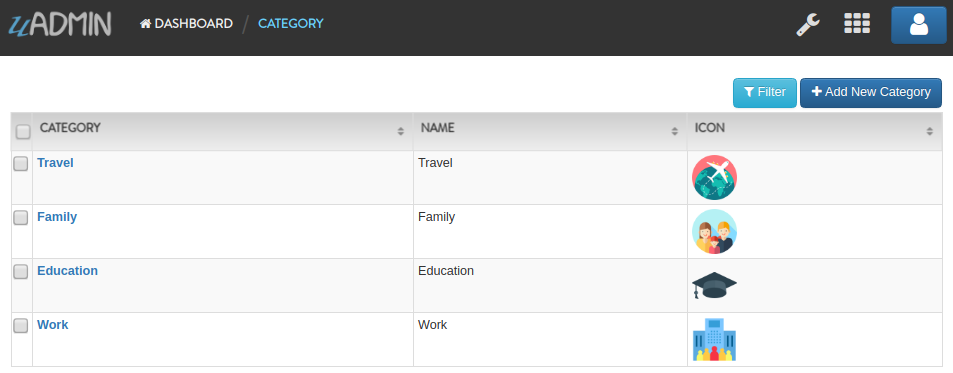 uADMIN DASHBOARD / CATEGORY
Filter Add New Category
CATEGORY NAME ICON
Travel Travel
Family Family
Education Education
Work Work